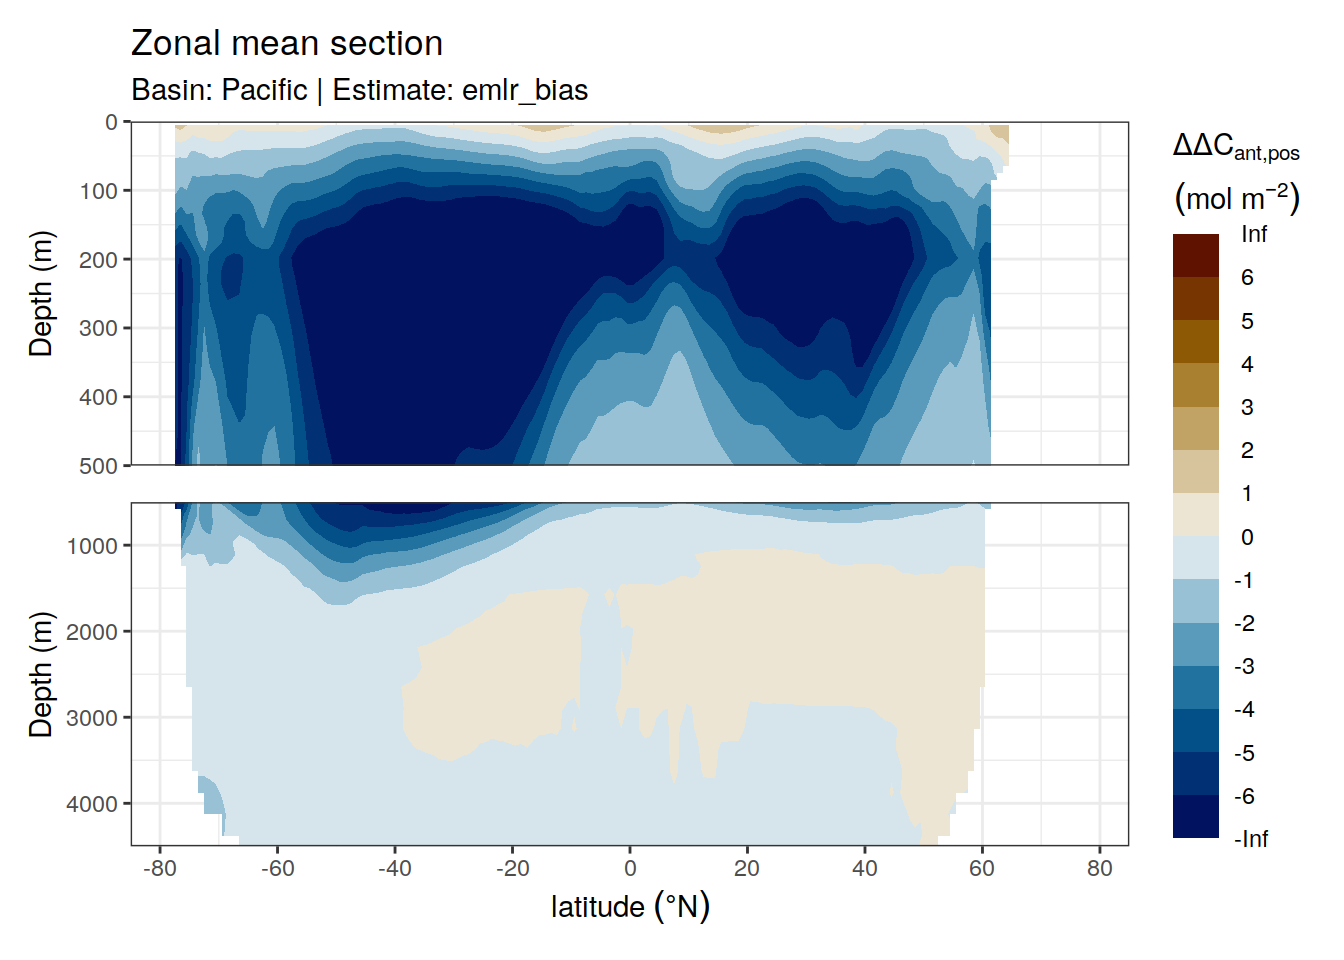 Zonal mean section
Basin: Pacific | Estimate: emlr_bias
0
100
200
300
400
500
Depth (m)
1000
2000
3000
4000
Depth (m)
-80 -60 -40 -20 0 20 40 60 80
latitude (°N)
ΔΔCant,pos
(mol m−2)
Inf
6
5
4
3
2
1
0
-1
-2
-3
-4
-5
-6
-Inf